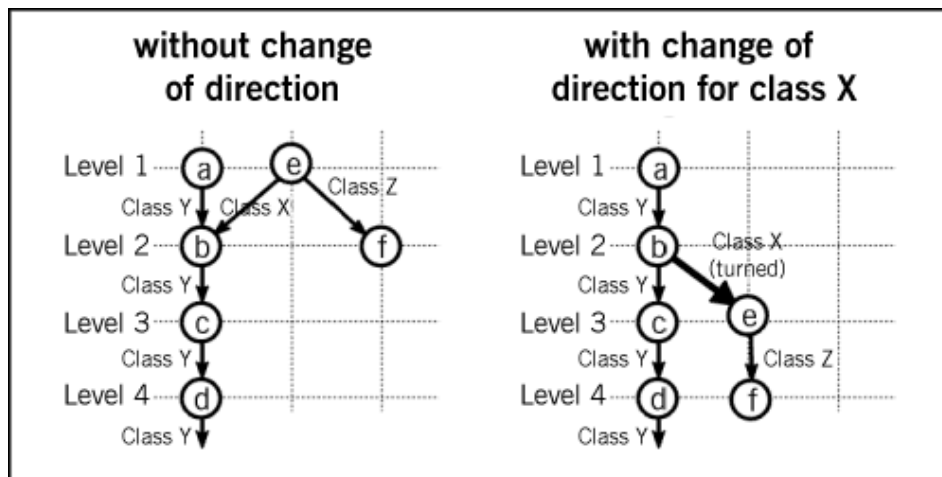 without change
of direction
Level 1
a
e
Class Y
Class X
Class Z
Level 2
b
f
Class Y
Level 3
c
Class Y
Level 4
d
Class Y
with change of
direction for class X
Level 1
a
Class Y
Level 2
b
Class X
(turned)
Class Y
Level 3
c
e
Class Y
Class Z
Level 4
d
f
Class Y